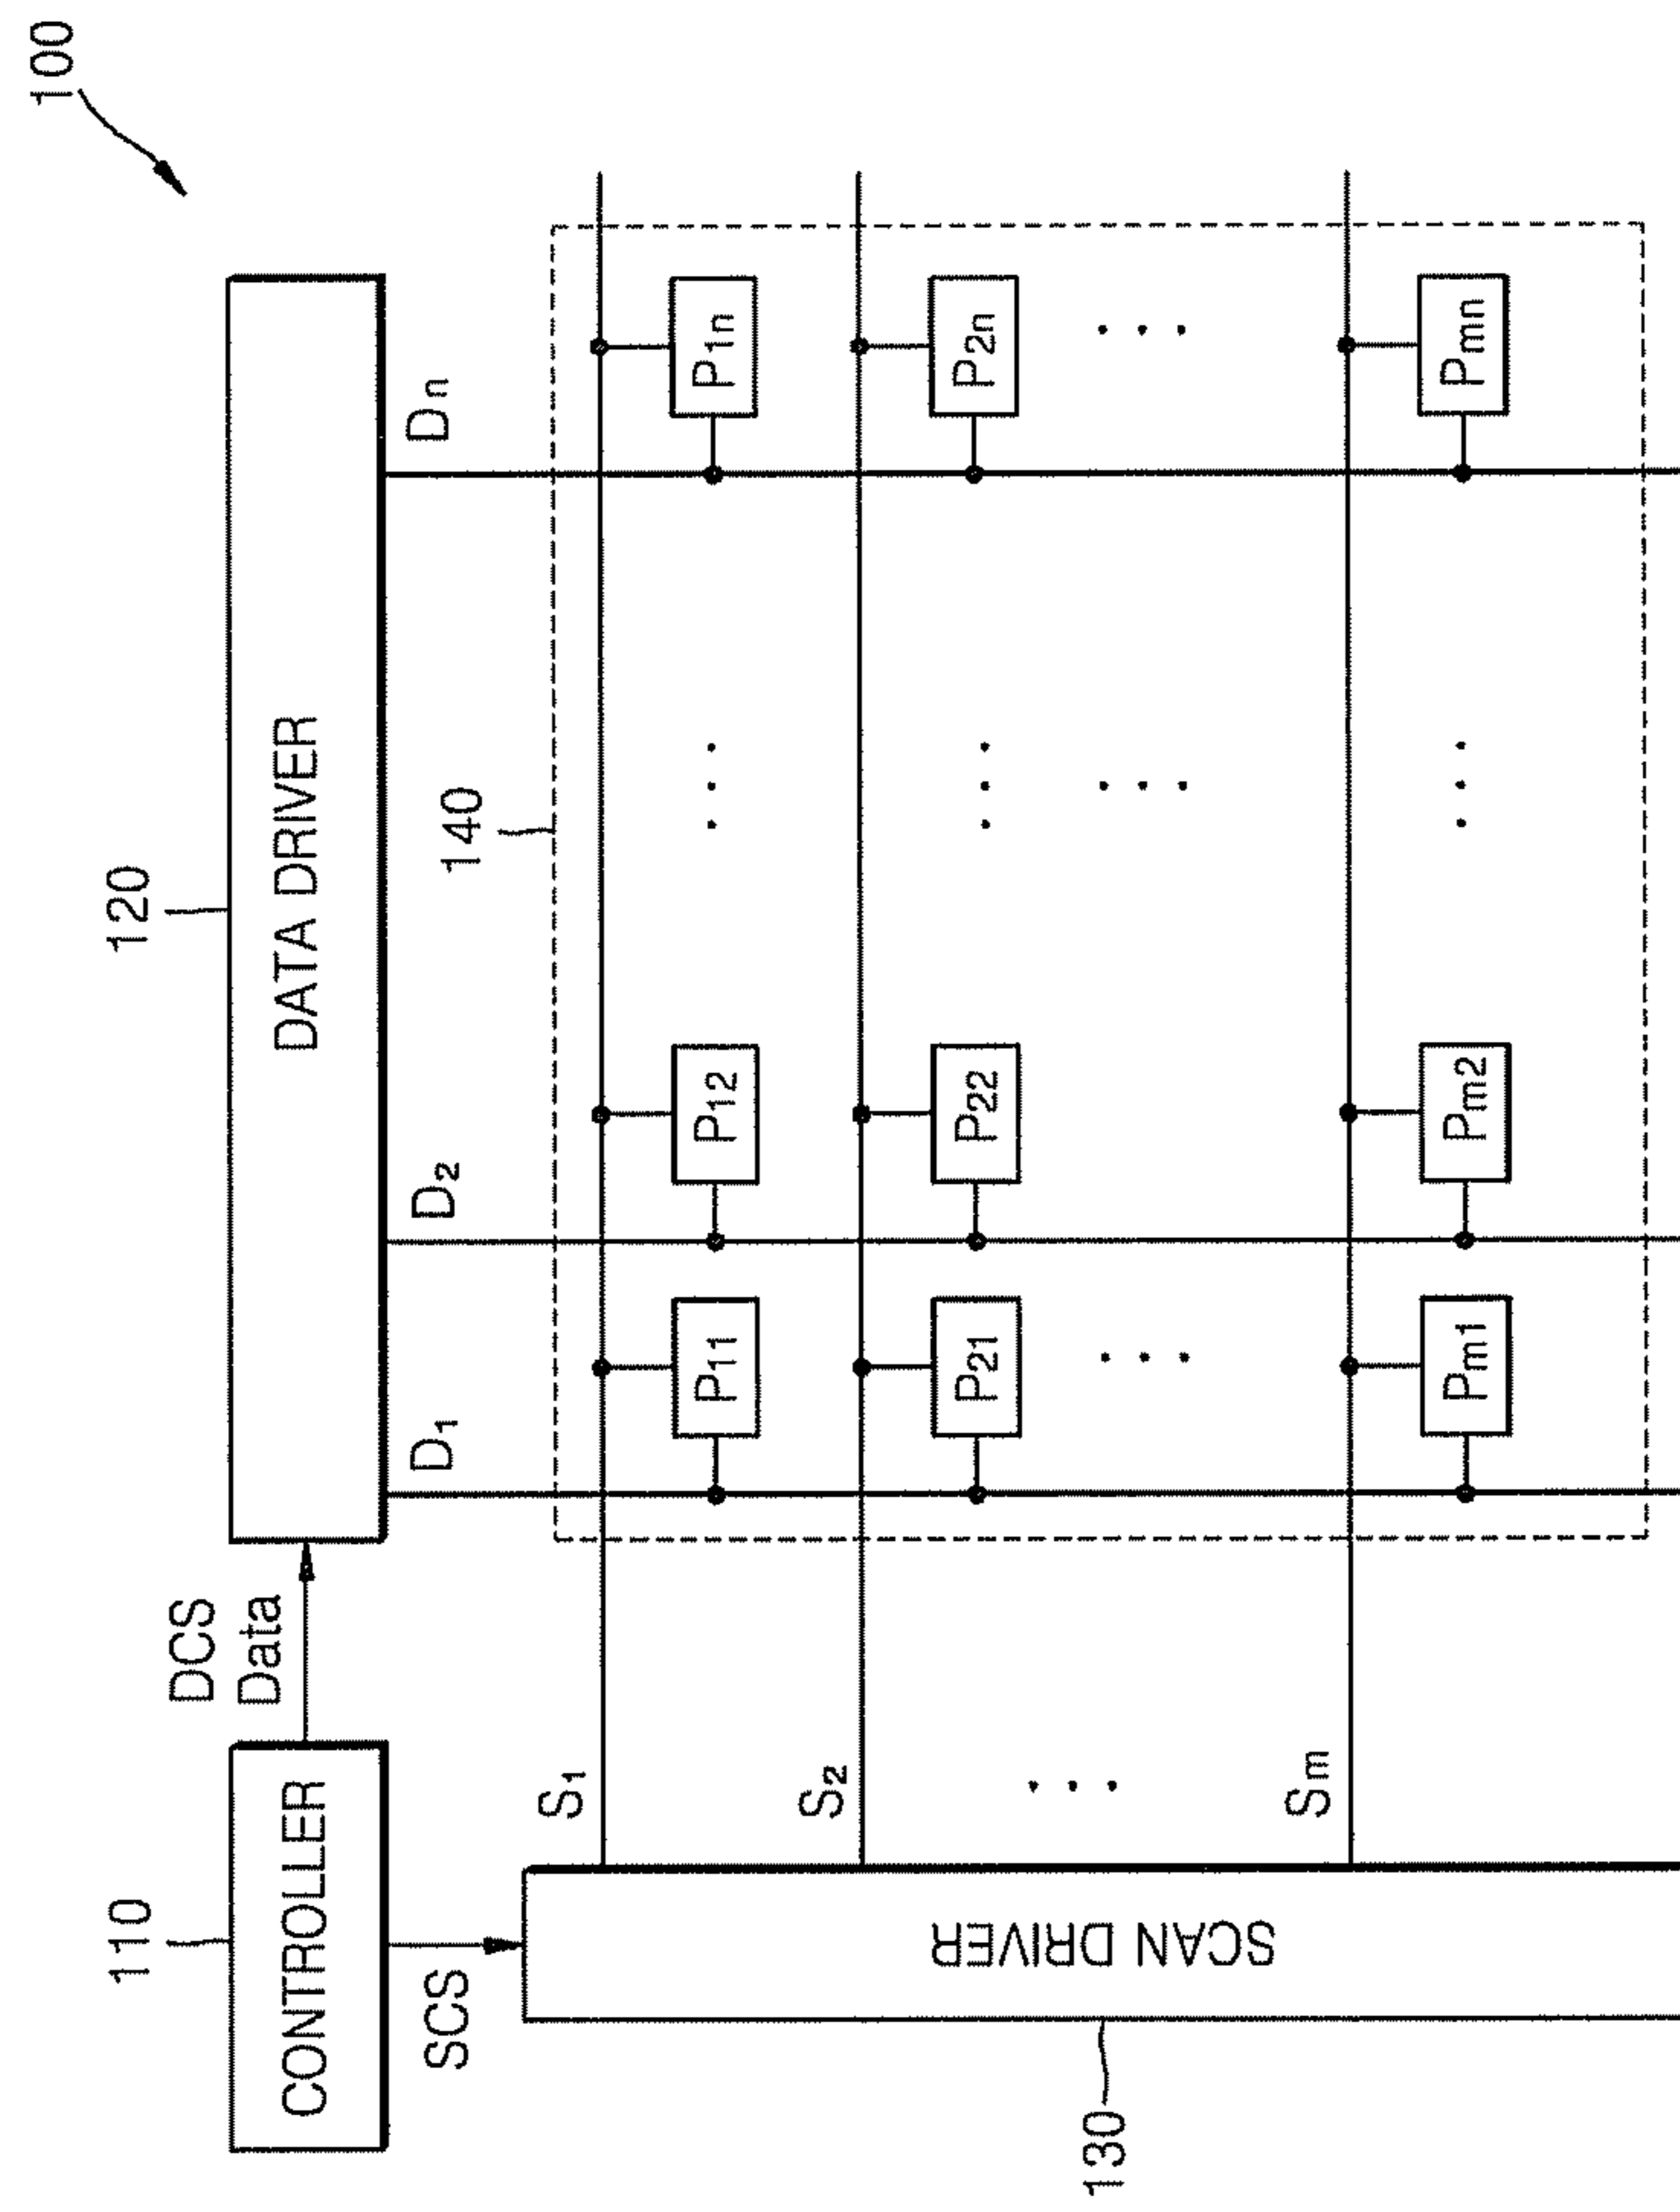 100
120
110
DCS
Data
CONTROLLER
DATA DRIVER
SCS
D₁
D₂
Dₙ
140
S₁
P₁₁
P₁₂
P₁ₙ
S₂
P₂₁
P₂₂
P₂ₙ
Sₘ
Pₘ₁
Pₘ₂
Pₘₙ
SCAN DRIVER
130